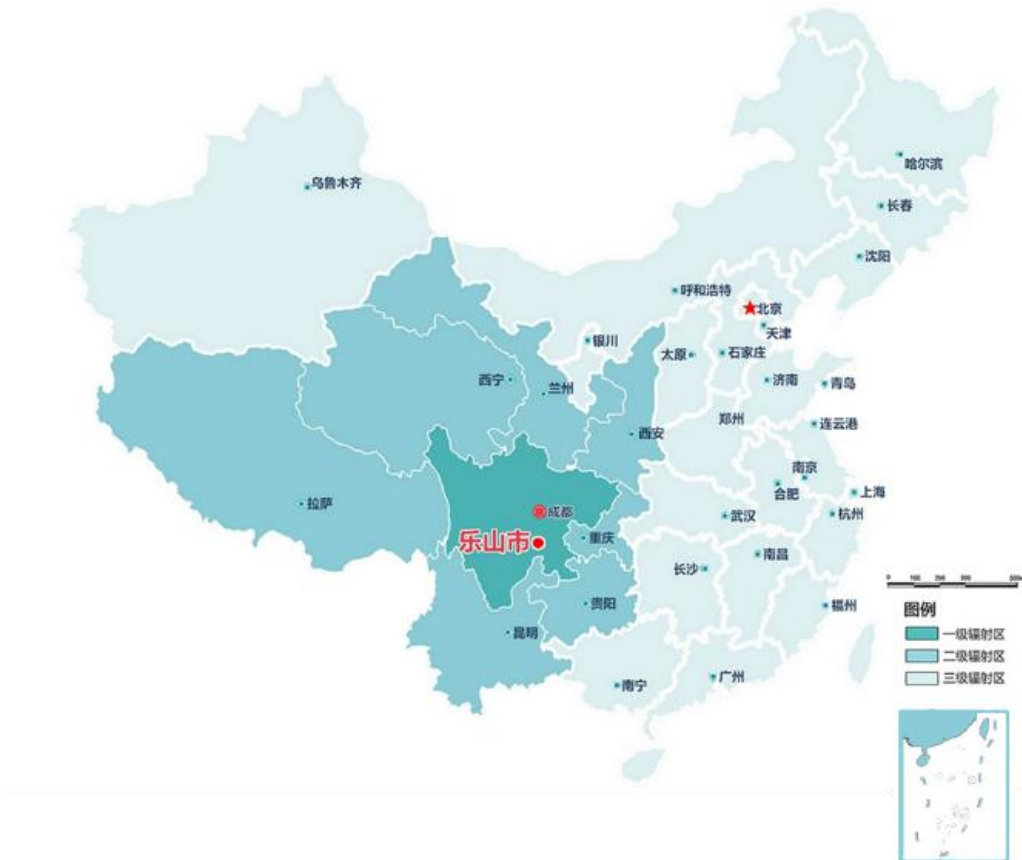 哈尔滨
乌鲁木齐
长春
沈阳
呼和浩特
北京
天津
银川
太原
石家庄
西宁
兰州
济南
青岛
郑州
连云港
西安
南京
合肥
上海
拉萨
成都
武汉
杭州
重庆
乐山市
南昌
长沙
贵阳
福州
昆明
广州
南宁
0 100 200 300 500
图例
一级辐射区
二级辐射区
三级辐射区